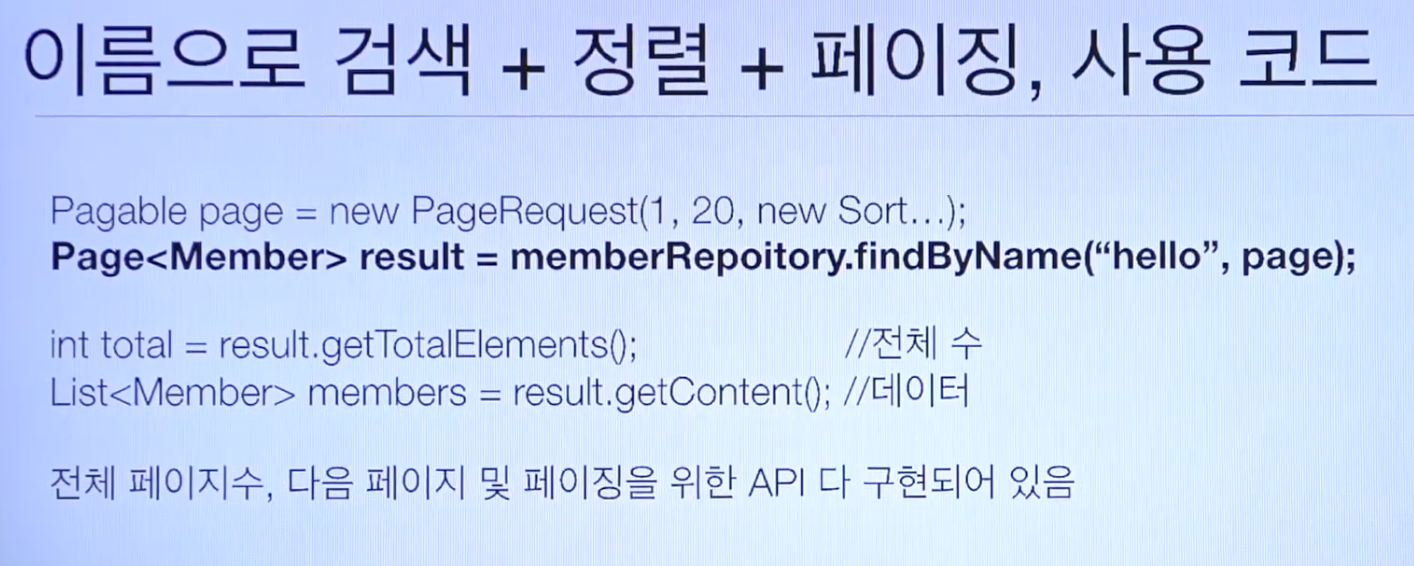 이름으로 검색 + 정렬 + 페이징, 사용 코드
Pagable page = new PageRequest(1, 20, new Sort...);
Page<Member> result = memberRepoitory.findByName(“hello”, page);
int total = result.getTotalElements(); //전체 수
List<Member> members = result.getContent(); //데이터
전체 페이지수, 다음 페이지 및 페이징을 위한 API 다 구현되어 있음